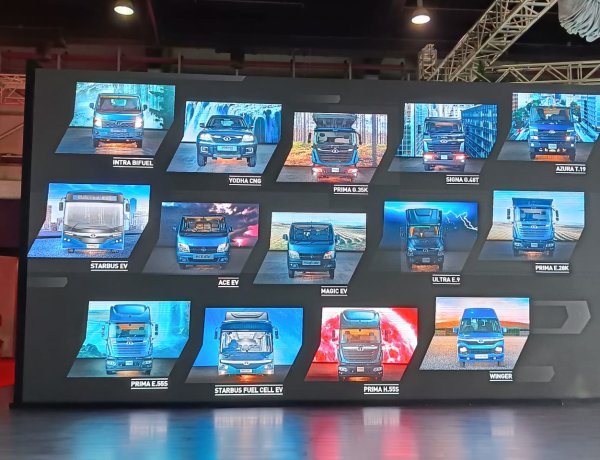 INTRA BIFUEL
YODHA CNG
PRIMA G.35K
SIGNA G.48T
AZURA T.19
STARBUS EV
ACE EV
MAGIC EV
ULTRA E.9
PRIMA E.28K
PRIMA E.55S
STARBUS FUEL CELL EV
PRIMA H.55S
WINGER